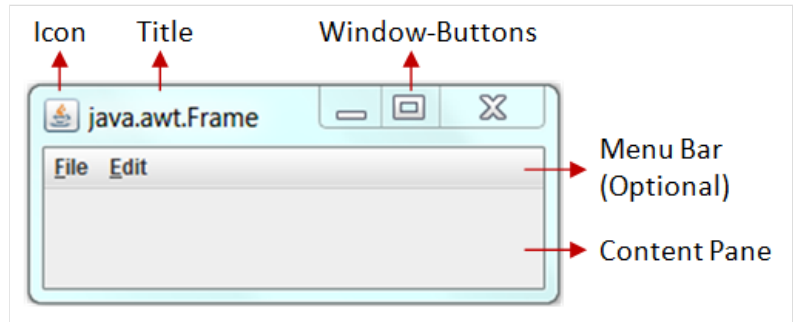 Icon Title Window-Buttons
java.awt.Frame
File Edit
Menu Bar
(Optional)
Content Pane